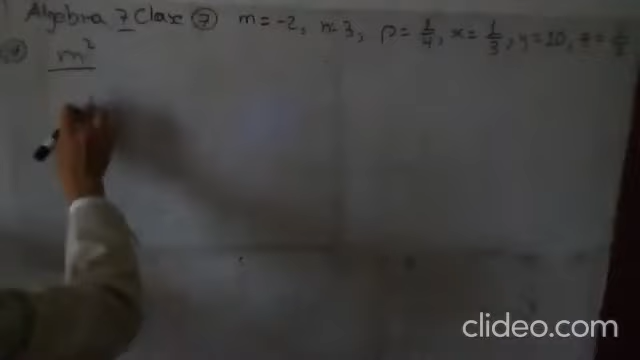 Algebra 7 Class ⑦ m = -2, n = 3, p = 1/4, x = 1/3, y = 10, z =
m²
clideo.com